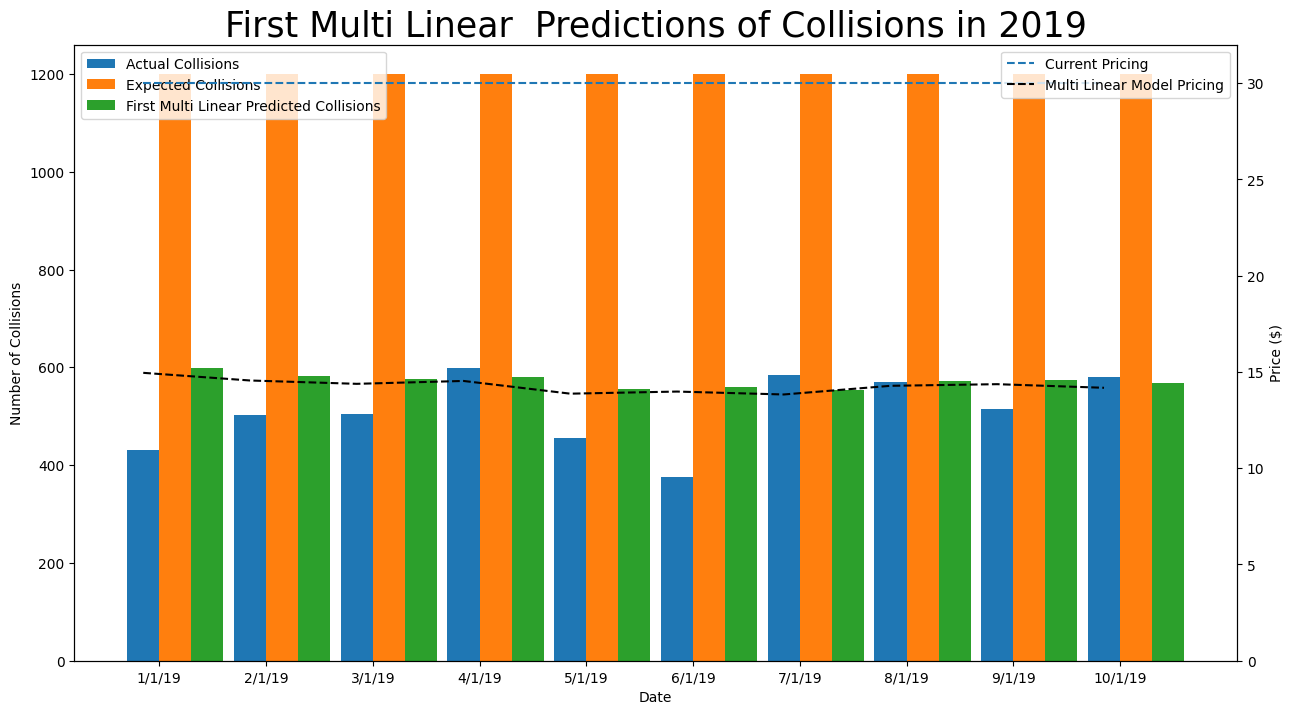 First Multi Linear  Predictions of Collisions in 2019
Actual Collisions
Expected Collisions
First Multi Linear Predicted Collisions
Current Pricing
Multi Linear Model Pricing
Number of Collisions
1200
1000
800
600
400
200
0
Price ($)
30
25
20
15
10
5
0
1/1/19 2/1/19 3/1/19 4/1/19 5/1/19 6/1/19 7/1/19 8/1/19 9/1/19 10/1/19
Date